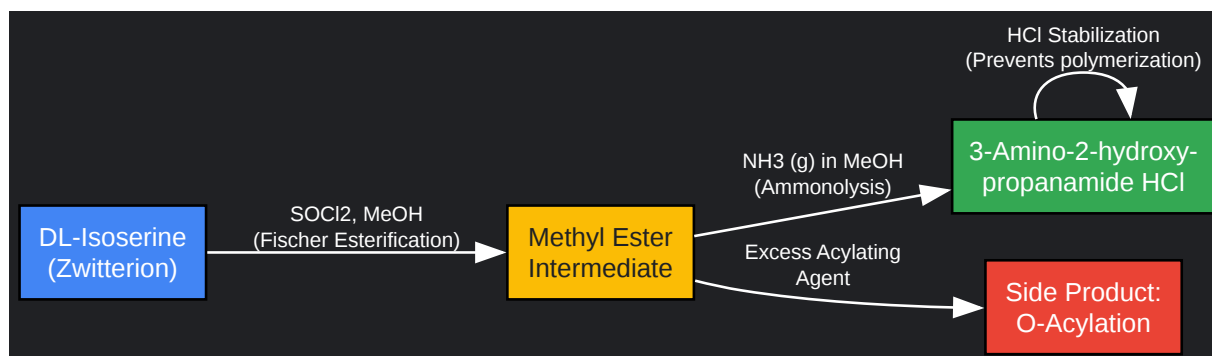 HCl Stabilization
(Prevents polymerization)
3-Amino-2-hydroxy-
propanamide HCl
NH3 (g) in MeOH
(Ammonolysis)
SOCl2, MeOH
(Fischer Esterification)
DL-Isoserine
(Zwitterion)
Methyl Ester
Intermediate
Excess Acylating
Agent
Side Product:
O-Acylation